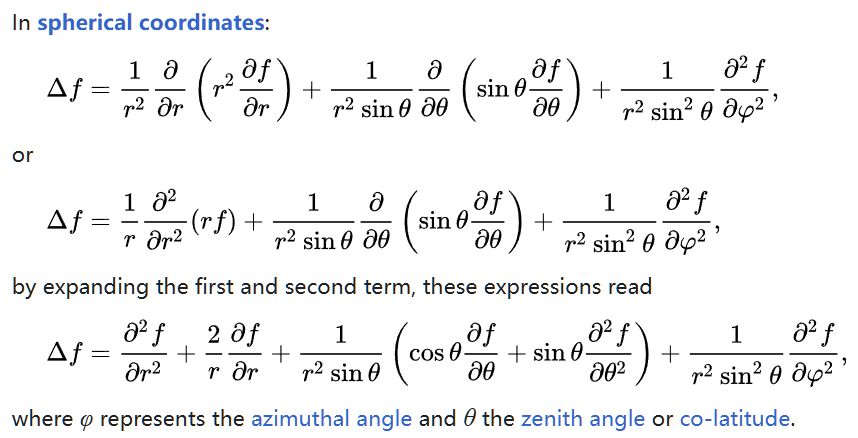 In spherical coordinates:
Δf = 1/r² ∂/∂r (r² ∂f/∂r) + 1/(r² sin θ) ∂/∂θ (sin θ ∂f/∂θ) + 1/(r² sin² θ) ∂²f/∂φ²,
or
Δf = 1/r ∂²/∂r² (rf) + 1/(r² sin θ) ∂/∂θ (sin θ ∂f/∂θ) + 1/(r² sin² θ) ∂²f/∂φ²,
by expanding the first and second term, these expressions read
Δf = ∂²f/∂r² + 2/r ∂f/∂r + 1/(r² sin θ) (cos θ ∂f/∂θ + sin θ ∂²f/∂θ²) + 1/(r² sin² θ) ∂²f/∂φ²,
where φ represents the azimuthal angle and θ the zenith angle or co-latitude.